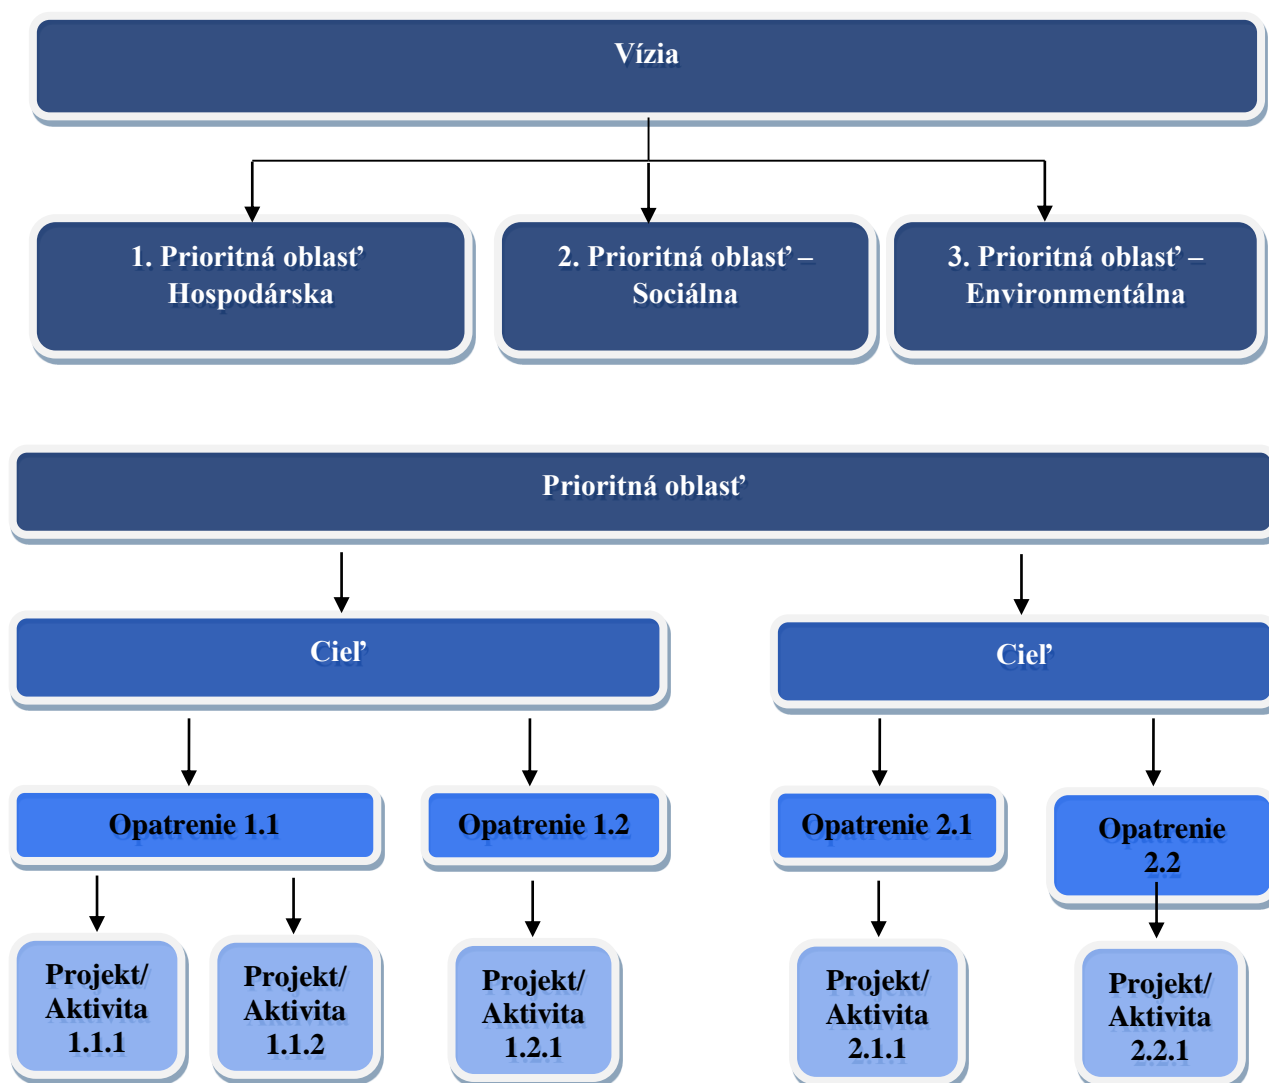 Vízia
1. Prioritná oblasť
Hospodárska
2. Prioritná oblasť –
Sociálna
3. Prioritná oblasť –
Environmentálna
Prioritná oblasť
Cieľ
Cieľ
Opatrenie 1.1
Opatrenie 1.2
Opatrenie 2.1
Opatrenie
2.2
Projekt/
Aktivita
1.1.1
Projekt/
Aktivita
1.1.2
Projekt/
Aktivita
1.2.1
Projekt/
Aktivita
2.1.1
Projekt/
Aktivita
2.2.1